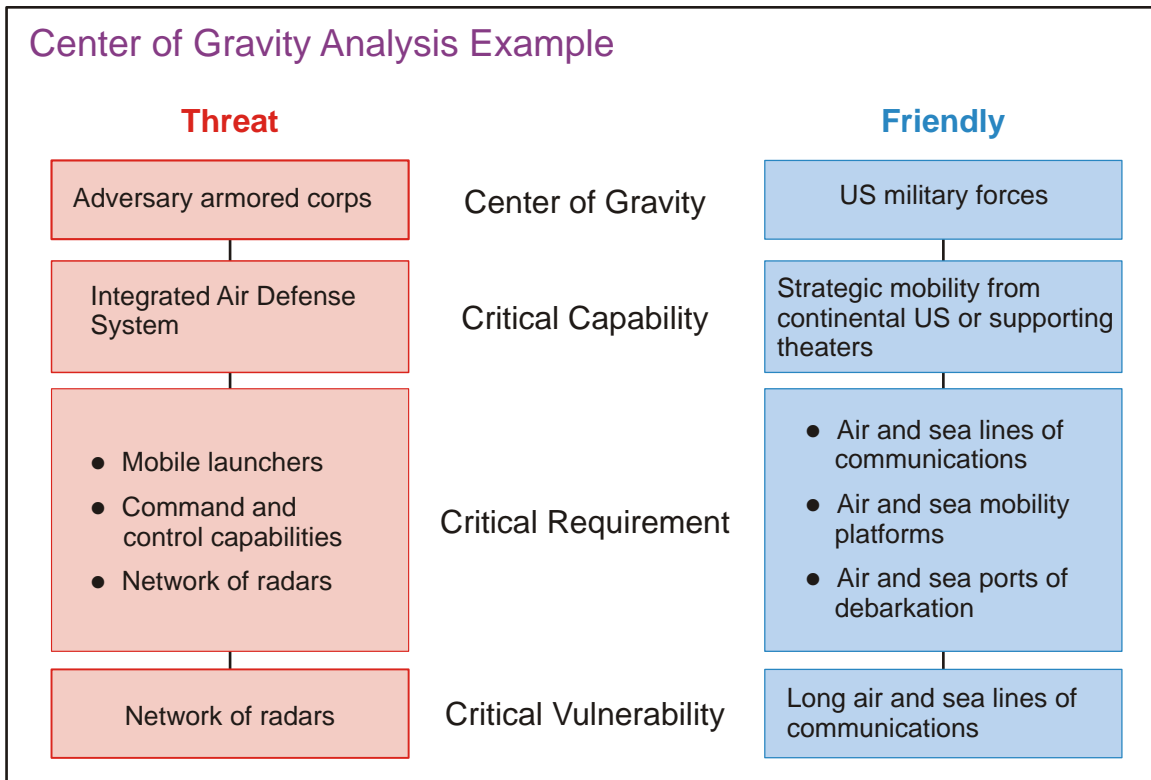 Center of Gravity Analysis Example
Threat
Friendly
Adversary armored corps
Center of Gravity
US military forces
Integrated Air Defense
System
Critical Capability
Strategic mobility from
continental US or supporting
theaters
● Mobile launchers
● Command and
control capabilities
● Network of radars
Critical Requirement
● Air and sea lines of
communications
● Air and sea mobility
platforms
● Air and sea ports of
debarkation
Network of radars
Critical Vulnerability
Long air and sea lines of
communications